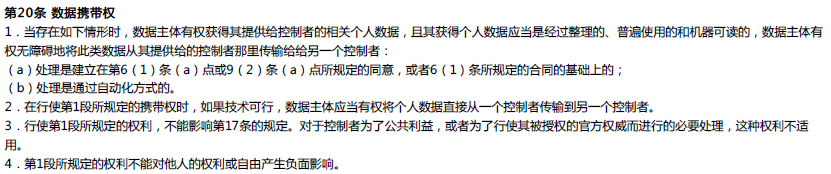 第20条 数据携带权
1．当存在如下情形时，数据主体有权获得其提供给控制者的相关个人数据，且其获得个人数据应当是经过整理的、普遍使用的和机器可读的，数据主体有
权无障碍地将此类数据从其提供给的控制者那里传输给给另一个控制者：
（a）处理是建立在第6（1）条（a）点或9（2）条（a）点所规定的同意，或者6（1）条所规定的合同的基础上的；
（b）处理是通过自动化方式的。
2．在行使第1段所规定的携带权时，如果技术可行，数据主体应当有权将个人数据直接从一个控制者传输到另一个控制者。
3．行使第1段所规定的权利，不能影响第17条的规定。对于控制者为了公共利益，或者为了行使其被授权的官方权威而进行的必要处理，这种权利不适
用。
4．第1段所规定的权利不能对他人的权利或自由产生负面影响。